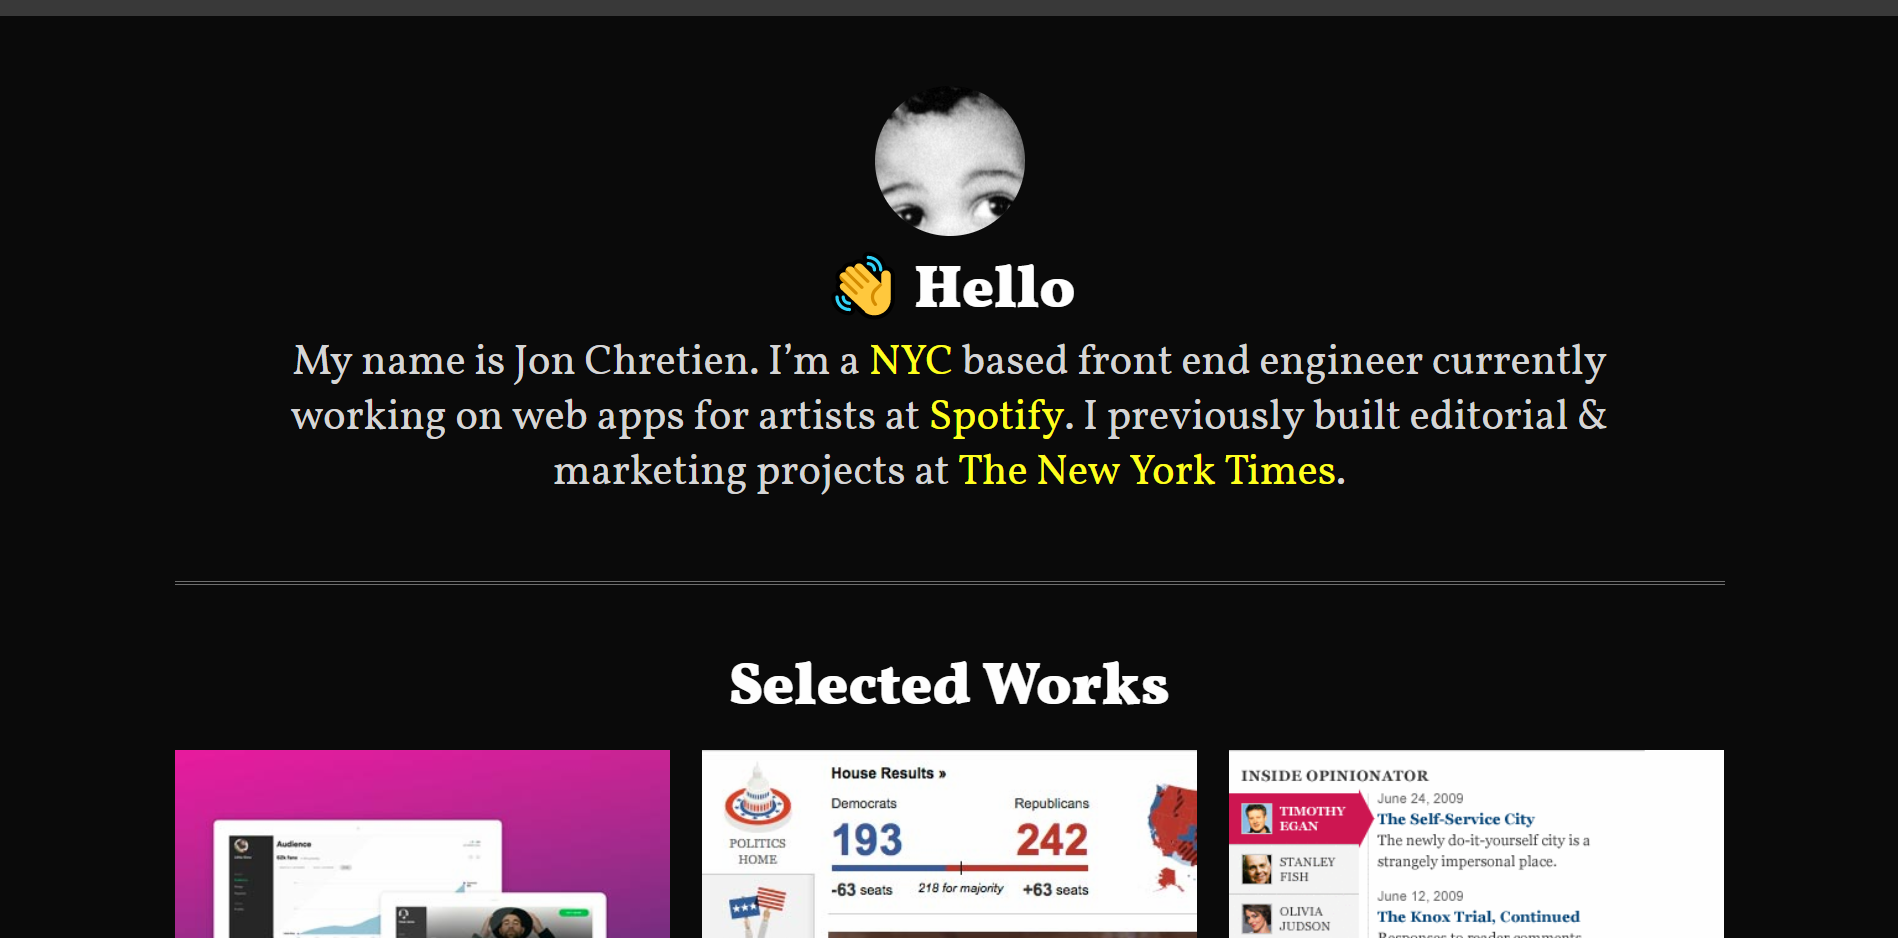 👋 Hello
My name is Jon Chretien. I’m a NYC based front end engineer currently
working on web apps for artists at Spotify. I previously built editorial &
marketing projects at The New York Times.
Selected Works
Audience
House Results »
Democrats Republicans
193 242
-63 seats 218 for majority +63 seats
POLITICS
HOME
INSIDE OPINIONATOR
TIMOTHY
EGAN
STANLEY
FISH
OLIVIA
JUDSON
June 24, 2009
The Self-Service City
The newly do-it-yourself city is a
strangely impersonal place.
June 12, 2009
The Knox Trial, Continued
Responses to reader comments